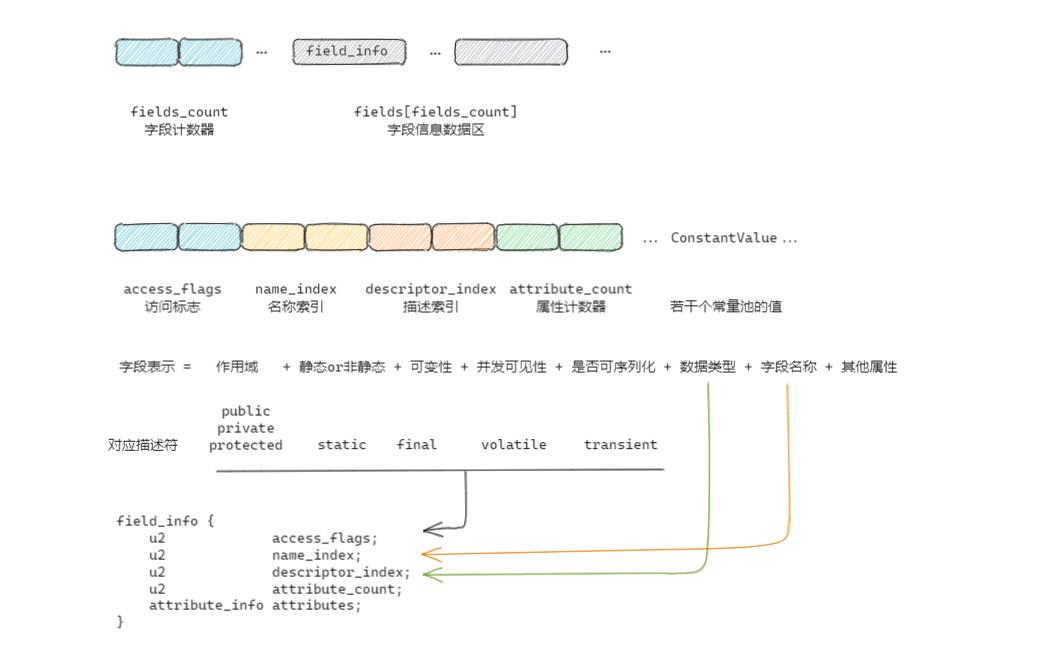 ... field_info ... ...
fields_count fields[fields_count]
字段计数器 字段信息数据区
... ConstantValue ...
access_flags name_index descriptor_index attribute_count
访问标志 名称索引 描述索引 属性计数器 若干个常量池的值
字段表示 = 作用域 + 静态or非静态 + 可变性 + 并发可见性 + 是否可序列化 + 数据类型 + 字段名称 + 其他属性
public
private
对应描述符 protected static final volatile transient
field_info {
u2 access_flags;
u2 name_index;
u2 descriptor_index;
u2 attribute_count;
attribute_info attributes;
}